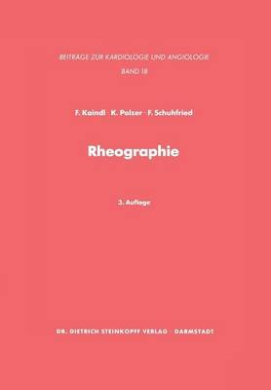 BEITRÄGE ZUR KARDIOLOGIE UND ANGIOLOGIE
BAND 18
F. Kaindl · K. Polzer · F. Schuhfried
Rheographie
3. Auflage
DR. DIETRICH STEINKOPFF VERLAG · DARMSTADT